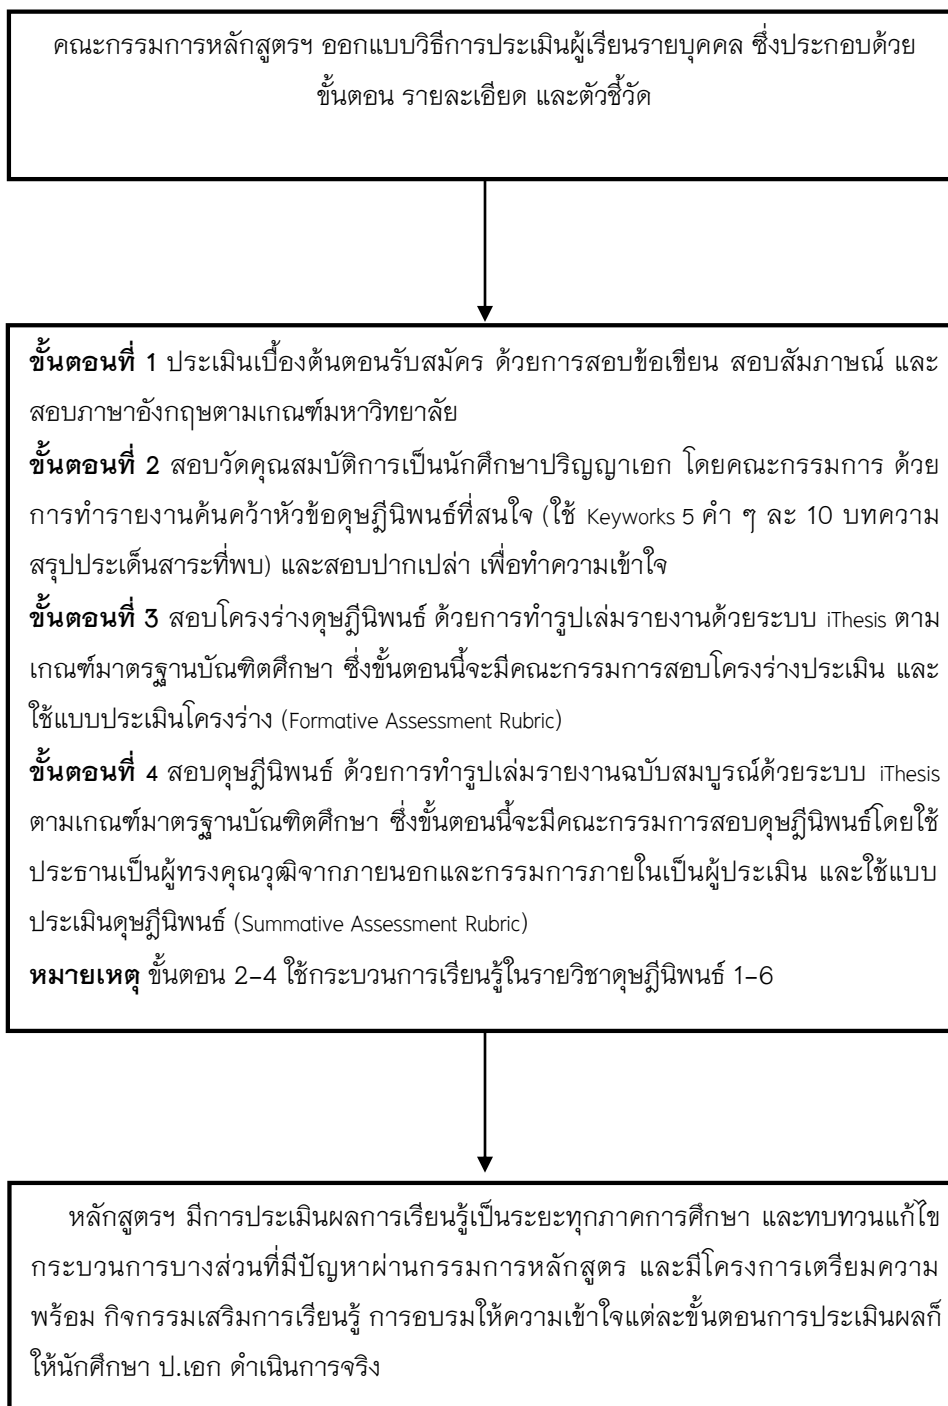 คณะกรรมการหลักสูตรฯ ออกแบบวิธีการประเมินผู้เรียนรายบุคคล ซึ่งประกอบด้วย
ขั้นตอน รายละเอียด และตัวชี้วัด
ขั้นตอนที่ 1 ประเมินเบื้องต้นตอนรับสมัคร ด้วยการสอบข้อเขียน สอบสัมภาษณ์ และ
สอบภาษาอังกฤษตามเกณฑ์มหาวิทยาลัย
ขั้นตอนที่ 2 สอบวัดคุณสมบัติการเป็นนักศึกษาปริญญาเอก โดยคณะกรรมการ ด้วย
การทำรายงานค้นคว้าหัวข้อดุษฎีนิพนธ์ที่สนใจ (ใช้ Keyworks 5 คำ ๆ ละ 10 บทความ
สรุปประเด็นสาระที่พบ) และสอบปากเปล่า เพื่อทำความเข้าใจ
ขั้นตอนที่ 3 สอบโครงร่างดุษฎีนิพนธ์ ด้วยการทำรูปเล่มรายงานด้วยระบบ iThesis ตาม
เกณฑ์มาตรฐานบัณฑิตศึกษา ซึ่งขั้นตอนนี้จะมีคณะกรรมการสอบโครงร่างประเมิน และ
ใช้แบบประเมินโครงร่าง (Formative Assessment Rubric)
ขั้นตอนที่ 4 สอบดุษฎีนิพนธ์ ด้วยการทำรูปเล่มรายงานฉบับสมบูรณ์ด้วยระบบ iThesis
ตามเกณฑ์มาตรฐานบัณฑิตศึกษา ซึ่งขั้นตอนนี้จะมีคณะกรรมการสอบดุษฎีนิพนธ์โดยใช้
ประธานเป็นผู้ทรงคุณวุฒิจากภายนอกและกรรมการภายในเป็นผู้ประเมิน และใช้แบบ
ประเมินดุษฎีนิพนธ์ (Summative Assessment Rubric)
หมายเหตุ ขั้นตอน 2–4 ใช้กระบวนการเรียนรู้ในรายวิชาดุษฎีนิพนธ์ 1–6
หลักสูตรฯ มีการประเมินผลการเรียนรู้เป็นระยะทุกภาคการศึกษา และทบทวนแก้ไข
กระบวนการบางส่วนที่มีปัญหาผ่านกรรมการหลักสูตร และมีโครงการเตรียมความ
พร้อม กิจกรรมเสริมการเรียนรู้ การอบรมให้ความเข้าใจแต่ละขั้นตอนการประเมินผลก็
ให้นักศึกษา ป.เอก ดำเนินการจริง